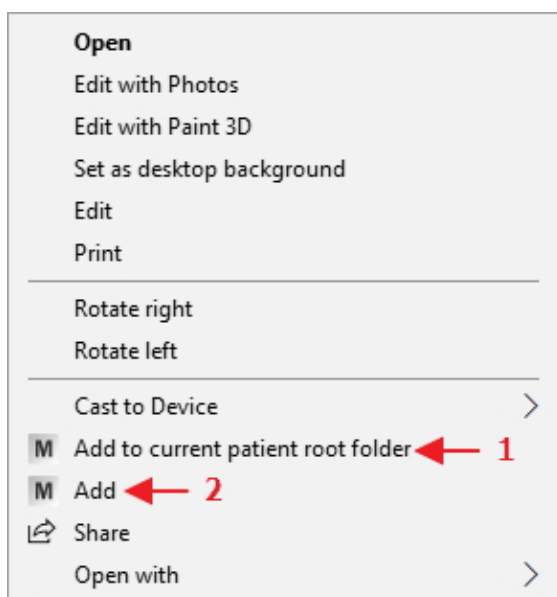 Open
Edit with Photos
Edit with Paint 3D
Set as desktop background
Edit
Print
Rotate right
Rotate left
Cast to Device
M Add to current patient root folder 1
M Add 2
Share
Open with